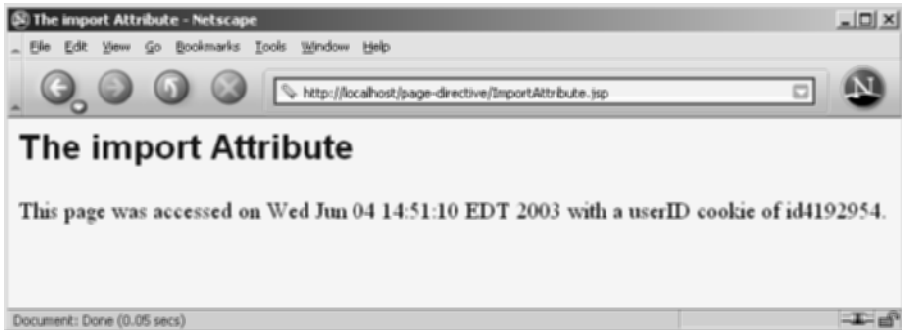 The import Attribute - Netscape
File Edit View Go Bookmarks Tools Window Help
http://localhost/page-directive/ImportAttribute.jsp
N
The import Attribute
This page was accessed on Wed Jun 04 14:51:10 EDT 2003 with a userID cookie of id4192954.
Document: Done (0.05 secs)